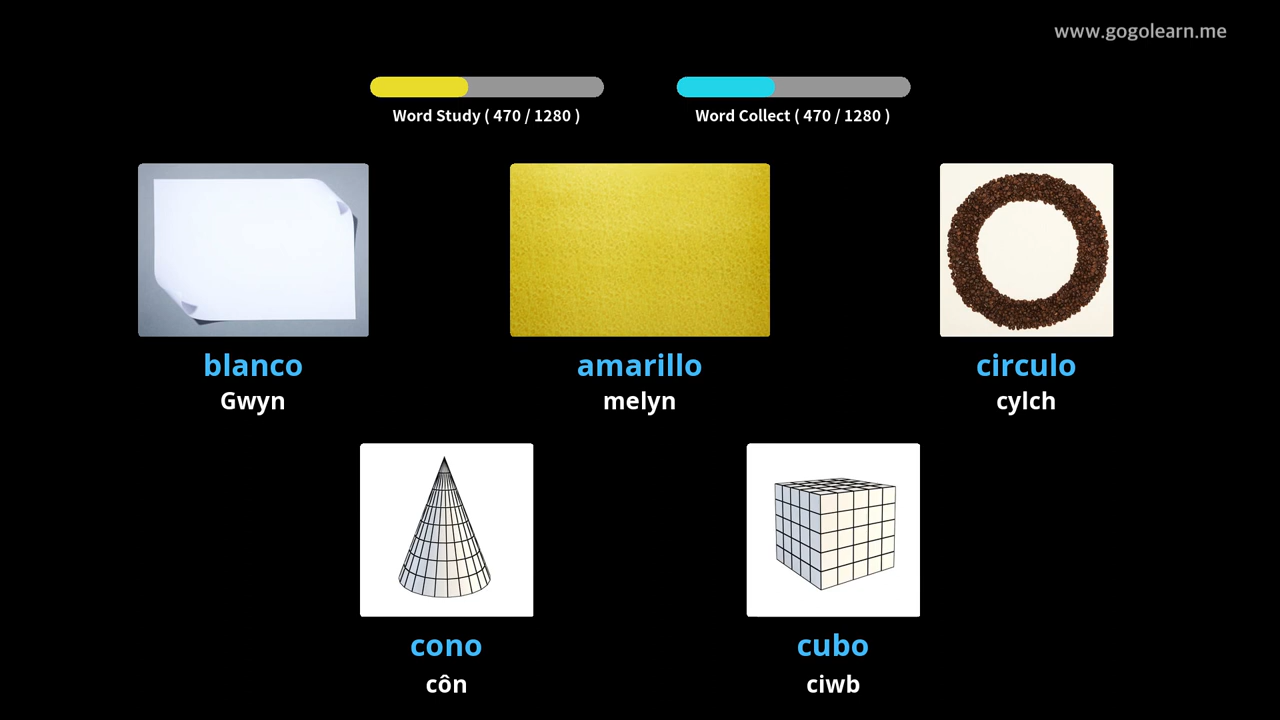 www.gogolearn.me
Word Study ( 470 / 1280 )
Word Collect ( 470 / 1280 )
blanco
Gwyn
amarillo
melyn
circulo
cylch
cono
côn
cubo
ciwb